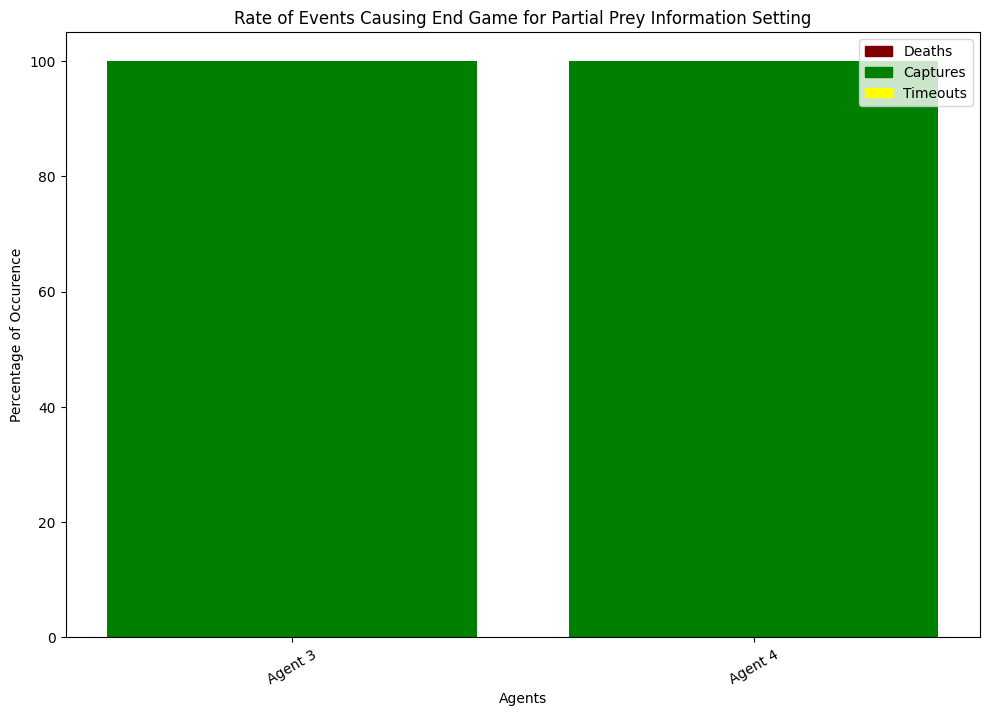 Rate of Events Causing End Game for Partial Prey Information Setting
Deaths
Captures
Timeouts
100
80
60
40
20
0
Percentage of Occurence
Agent 3
Agent 4
Agents